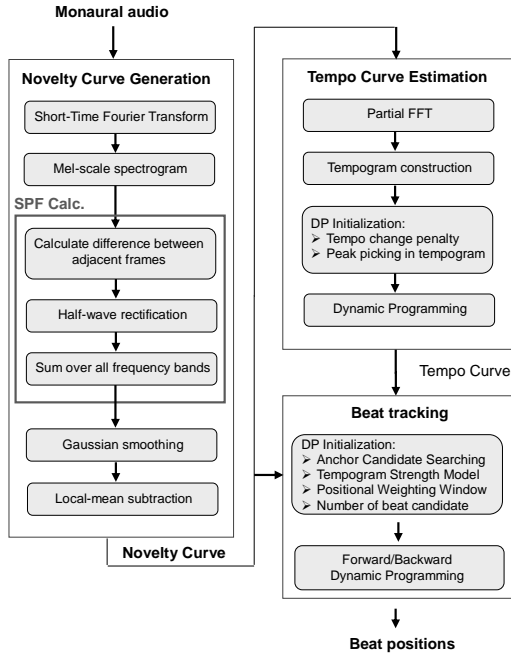 Monaural audio
Novelty Curve Generation
Short-Time Fourier Transform
Mel-scale spectrogram
SPF Calc.
Calculate difference between
adjacent frames
Half-wave rectification
Sum over all frequency bands
Gaussian smoothing
Local-mean subtraction
Novelty Curve
Tempo Curve Estimation
Partial FFT
Tempogram construction
DP Initialization:
Tempo change penalty
Peak picking in tempogram
Dynamic Programming
Tempo Curve
Beat tracking
DP Initialization:
Anchor Candidate Searching
Tempogram Strength Model
Positional Weighting Window
Number of beat candidate
Forward/Backward
Dynamic Programming
Beat positions